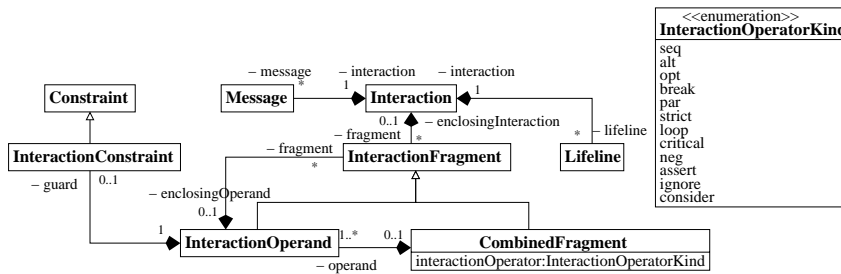 <<enumeration>>
InteractionOperatorKind
seq
alt
opt
break
par
strict
loop
critical
neg
assert
ignore
consider
– message
– interaction
– interaction
*
1
1
Constraint
Message
Interaction
0..1
– enclosingInteraction
*
– fragment
*
– lifeline
InteractionConstraint
– fragment
*
InteractionFragment
Lifeline
– guard
0..1
– enclosingOperand
0..1
1
InteractionOperand
1..*
0..1
CombinedFragment
– operand
interactionOperator:InteractionOperatorKind